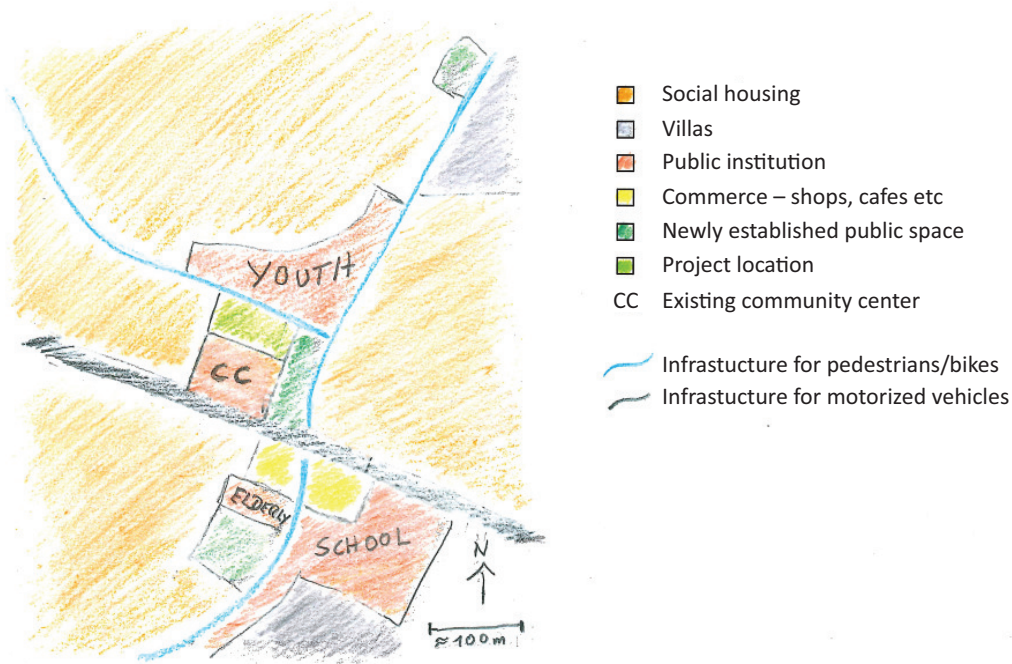 YOUTH
CC
ELDERLY
SCHOOL
N
≈100m
Social housing
Villas
Public institution
Commerce – shops, cafes etc
Newly established public space
Project location
CC Existing community center
Infrastucture for pedestrians/bikes
Infrastucture for motorized vehicles